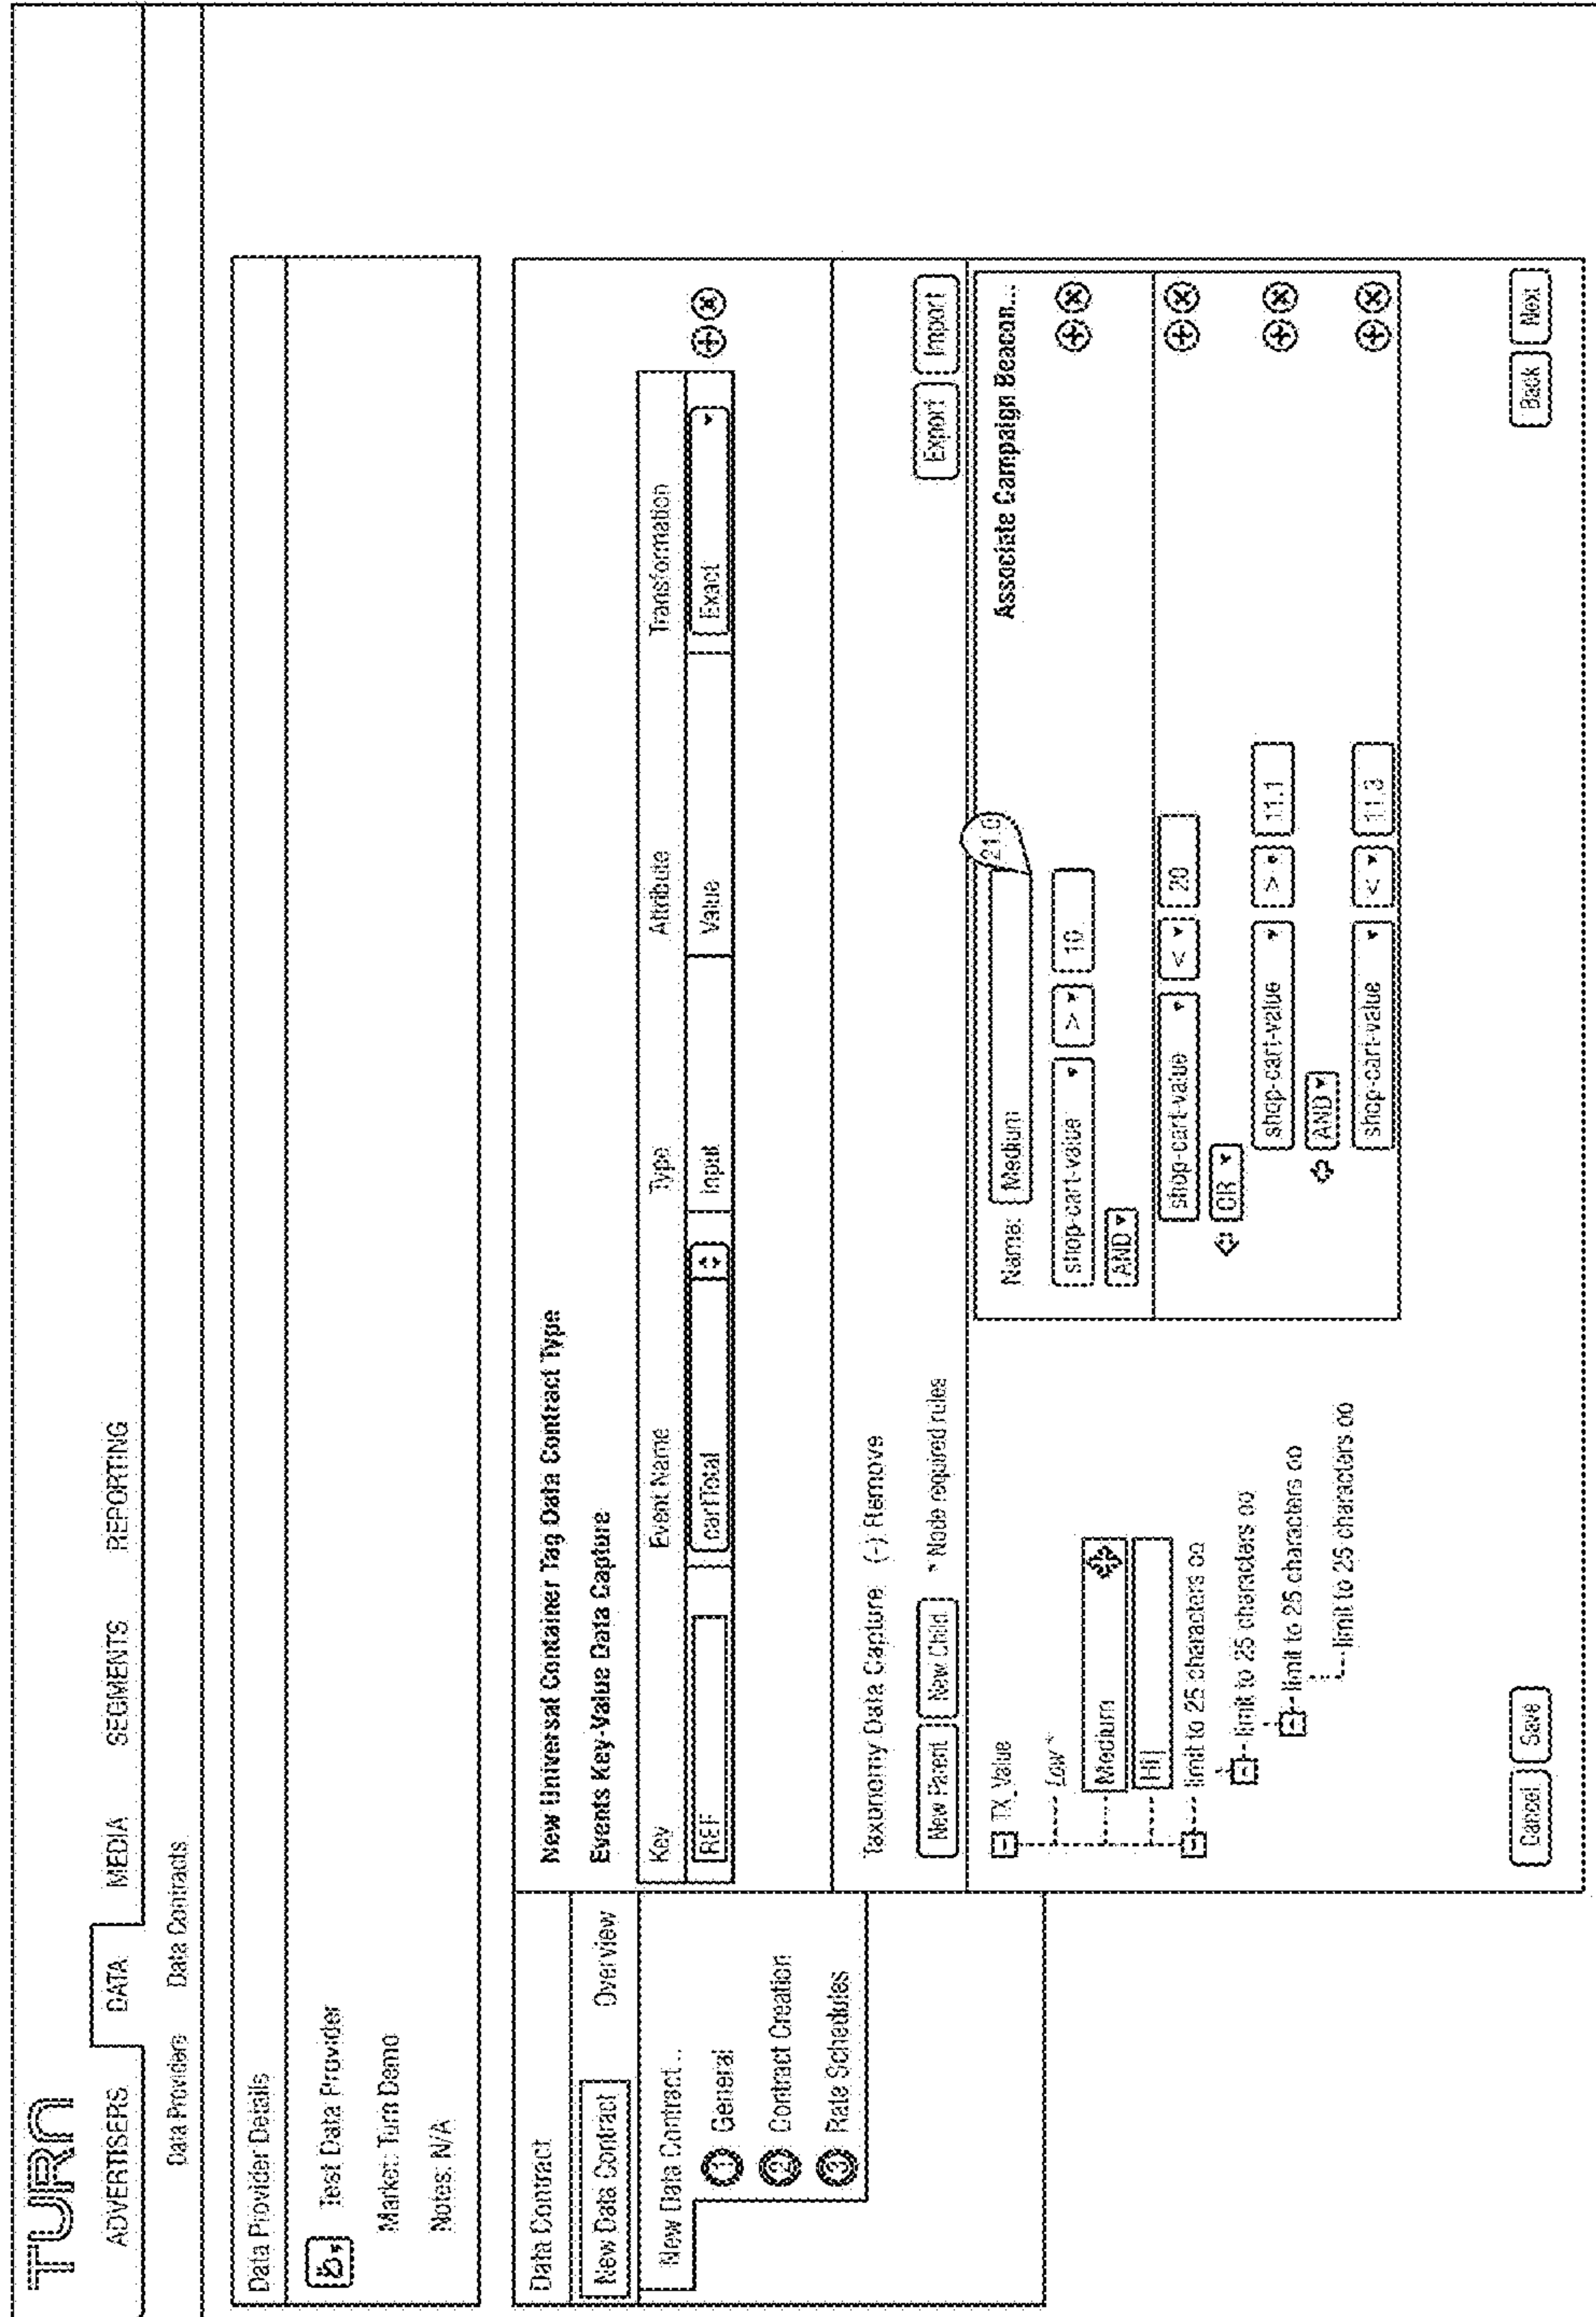 TURN
ADVERTISERS DATA MEDIA SEGMENTS REPORTING
Data Providers Data Contracts
Data Provider Details
Test Data Provider
Market: Turn Demo
Notes: N/A
Data Contract
New Data Contract Overview
New Data Contract...
1 General
2 Contract Creation
3 Rate Schedules
New Universal Container Tag Data Contract Type
Events Key-Value Data Capture
Key Event Name Type Attribute Transformation
REF cartTotal Input Value Exact
Taxonomy Data Capture (-) Remove
New Parent New Child * Node required rules Export Import
TX_Value
Low *
Medium
Hi|
limit to 25 characters oo
limit to 25 characters oo
limit to 25 characters oo
limit to 25 characters oo
Name: Medium 21.0 Associate Campaign Beacon...
shop-cart-value > 10
AND
shop-cart-value < 20
OR
shop-cart-value > 11.1
AND
shop-cart-value < 11.3
Cancel Save Back Next